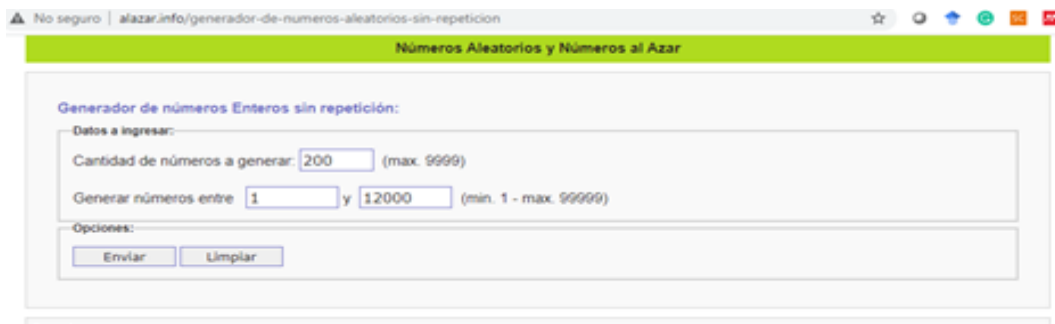 No seguro | alazar.info/generador-de-numeros-aleatorios-sin-repeticion
Números Aleatorios y Números al Azar
Generador de números Enteros sin repetición:
Datos a ingresar:
Cantidad de números a generar: 200 (max. 9999)
Generar números entre 1 y 12000 (min. 1 - max. 99999)
Opciones:
Enviar Limpiar